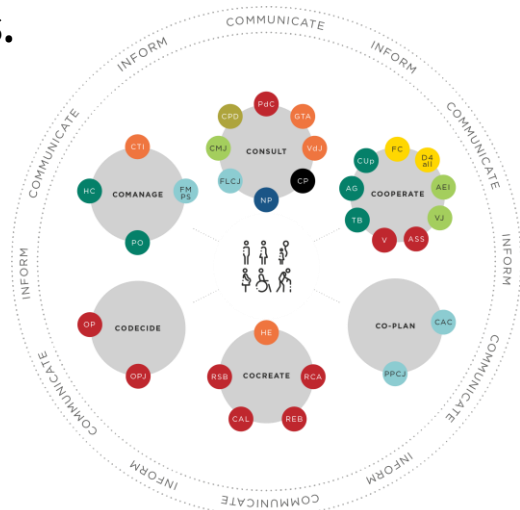 s.
COMMUNICATE
INFORM
COMMUNICATE
INFORM
COMMUNICATE
INFORM
COMMUNICATE
INFORM
COMMUNICATE
INFORM
COMMUNICATE
INFORM
CONSULT
PdC
GTA
VdJ
CP
NP
FLCJ
CMJ
CPD
COOPERATE
FC
D4
all
AEI
VJ
ASS
V
TB
AG
CUp
CO-PLAN
CAC
PPCJ
COCREATE
HE
RCA
REB
CAL
RSB
CODECIDE
OP
OPJ
COMANAGE
CTI
FM
PS
PO
HC